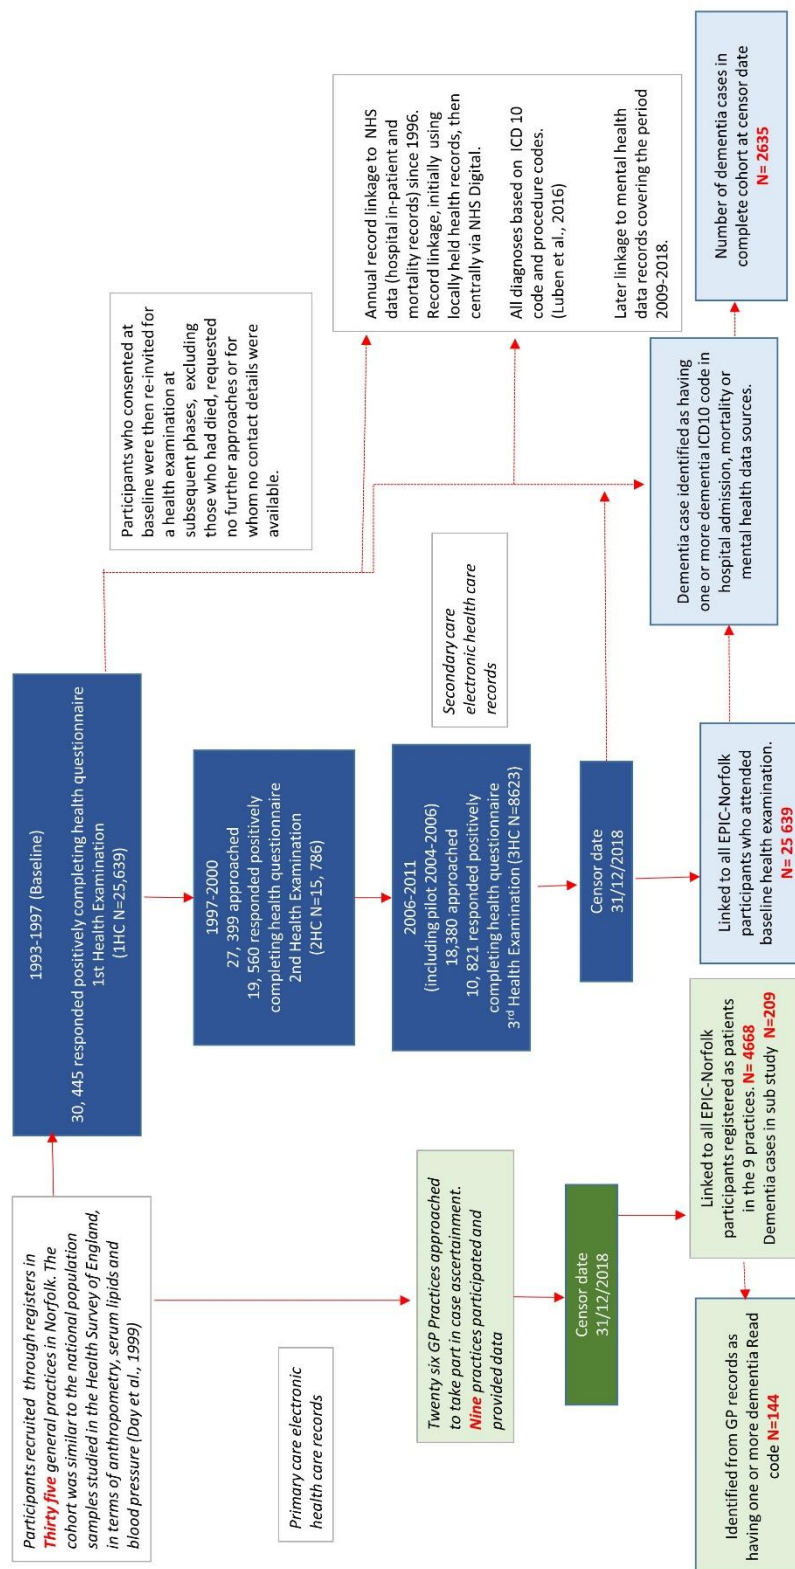 Participants recruited through registers in
Thirty five general practices in Norfolk. The
cohort was similar to the national population
samples studied in the Health Survey of England,
in terms of anthropometry, serum lipids and
blood pressure (Day et al., 1999)
1993-1997 (Baseline)
30, 445 responded positively completing health questionnaire
1st Health Examination
(1HC N=25,639)
Participants who consented at
baseline were then re-invited for
a health examination at
subsequent phases, excluding
those who had died, requested
no further approaches or for
whom no contact details were
available.
1997-2000
27, 399 approached
19, 560 responded positively
completing health questionnaire
2nd Health Examination
(2HC N=15, 786)
Primary care electronic
health care records
Annual record linkage to NHS
data (hospital in-patient and
mortality records) since 1996.
Record linkage, initially using
locally held health records, then
centrally via NHS Digital.
All diagnoses based on ICD 10
code and procedure codes.
(Luben et al., 2016)
Later linkage to mental health
data records covering the period
2009-2018.
Twenty six GP Practices approached
to take part in case ascertainment.
Nine practices participated and
provided data
2006-2011
(including pilot 2004-2006)
18,380 approached
10, 821 responded positively
completing health questionnaire
3rd Health Examination (3HC N=8623)
Secondary care
electronic health care
records
Censor date
31/12/2018
Censor date
31/12/2018
Identified from GP records as
having one or more dementia Read
code N=144
Linked to all EPIC-Norfolk
participants registered as patients
in the 9 practices. N= 4668
Dementia cases in sub study N=209
Linked to all EPIC-Norfolk
participants who attended
baseline health examination.
N= 25 639
Dementia case identified as having
one or more dementia ICD10 code in
hospital admission, mortality or
mental health data sources.
Number of dementia cases in
complete cohort at censor date
N= 2635